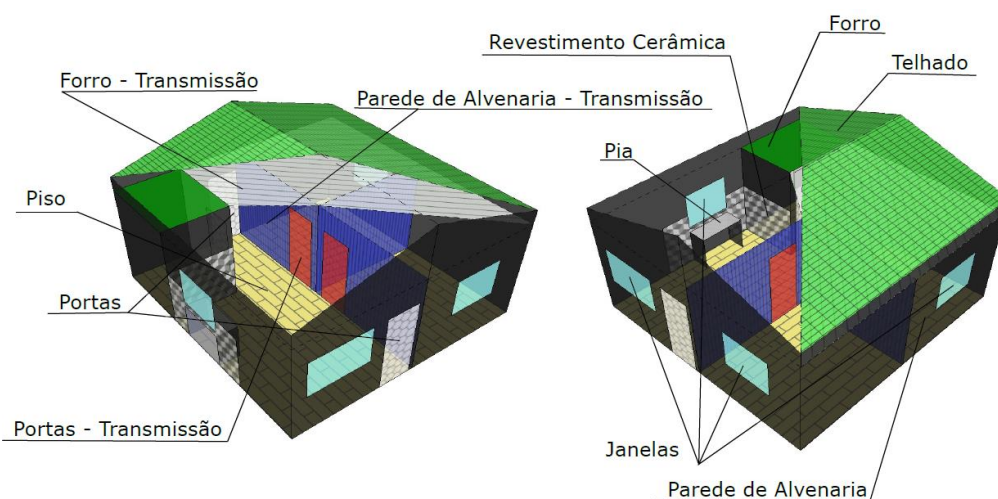 Forro
Revestimento Cerâmica
Telhado
Forro - Transmissão
Parede de Alvenaria - Transmissão
Pia
Piso
Portas
Portas - Transmissão
Janelas
Parede de Alvenaria